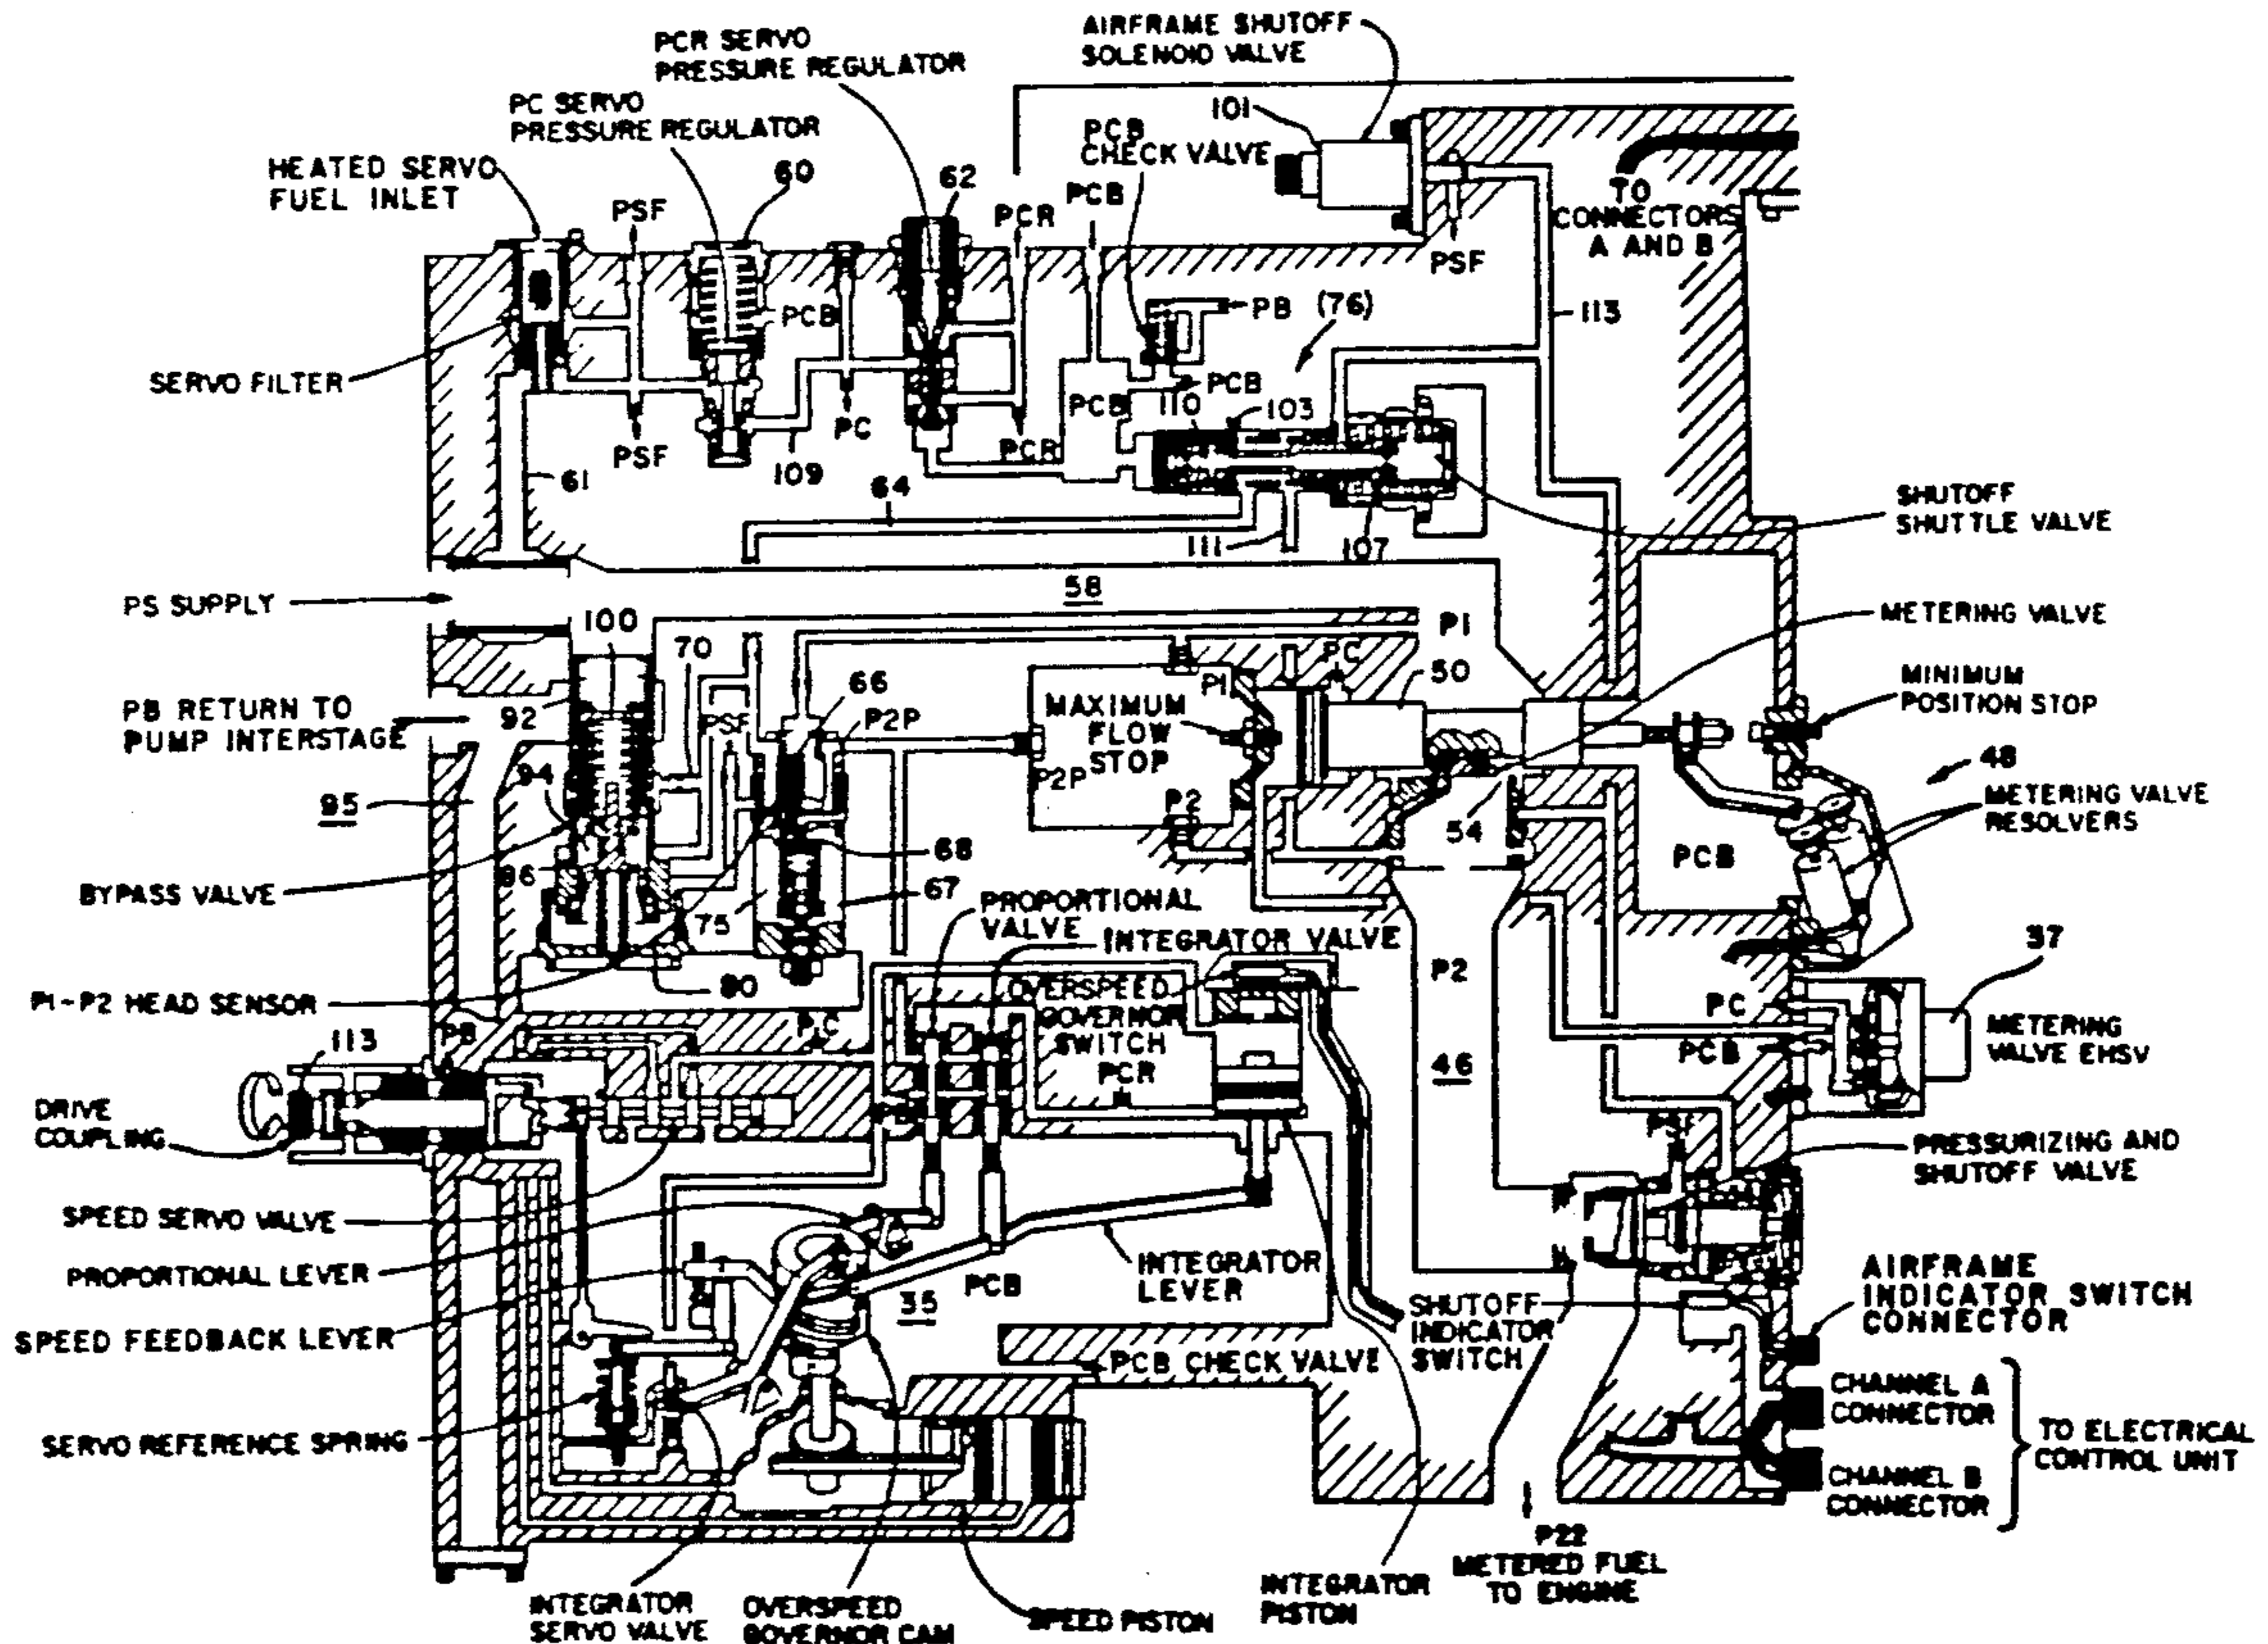 AIRFRAME SHUTOFF
SOLENOID VALVE
PCR SERVO
PRESSURE REGULATOR
PC SERVO
PRESSURE REGULATOR
HEATED SERVO
FUEL INLET
101
PCB
CHECK VALVE
60
62
PSF
PCR
PCB
TO
CONNECTORS
A AND B
PSF
PCB
PB
(76)
113
SERVO FILTER
PCB
PCB
110
103
PC
PSF
PCR
109
61
64
SHUTOFF
SHUTTLE VALVE
111
107
PS SUPPLY
58
METERING VALVE
100
70
P1
PC
50
66
P1
MINIMUM
POSITION STOP
PB RETURN TO
PUMP INTERSTAGE
92
PSF
P2P
MAXIMUM
FLOW
STOP
P2P
94
48
95
METERING VALVE
RESOLVERS
P2
54
68
PCB
BYPASS VALVE
67
75
PROPORTIONAL
VALVE
INTEGRATOR VALVE
37
P1-P2 HEAD SENSOR
80
OVERSPEED
GOVERNOR
SWITCH
P2
PC
PB
PC
113
METERING
VALVE EHSV
PCB
PCR
46
DRIVE
COUPLING
PSF
PRESSURIZING AND
SHUTOFF VALVE
SPEED SERVO VALVE
PROPORTIONAL LEVER
INTEGRATOR
LEVER
PCB
AIRFRAME
INDICATOR SWITCH
CONNECTOR
35
SPEED FEEDBACK LEVER
SHUTOFF
INDICATOR
SWITCH
PCB CHECK VALVE
CHANNEL A
CONNECTOR
SERVO REFERENCE SPRING
TO ELECTRICAL
CONTROL UNIT
CHANNEL B
CONNECTOR
P22
METERED FUEL
TO ENGINE
INTEGRATOR
SERVO VALVE
OVERSPEED
GOVERNOR CAM
SPEED PISTON
INTEGRATOR
PISTON